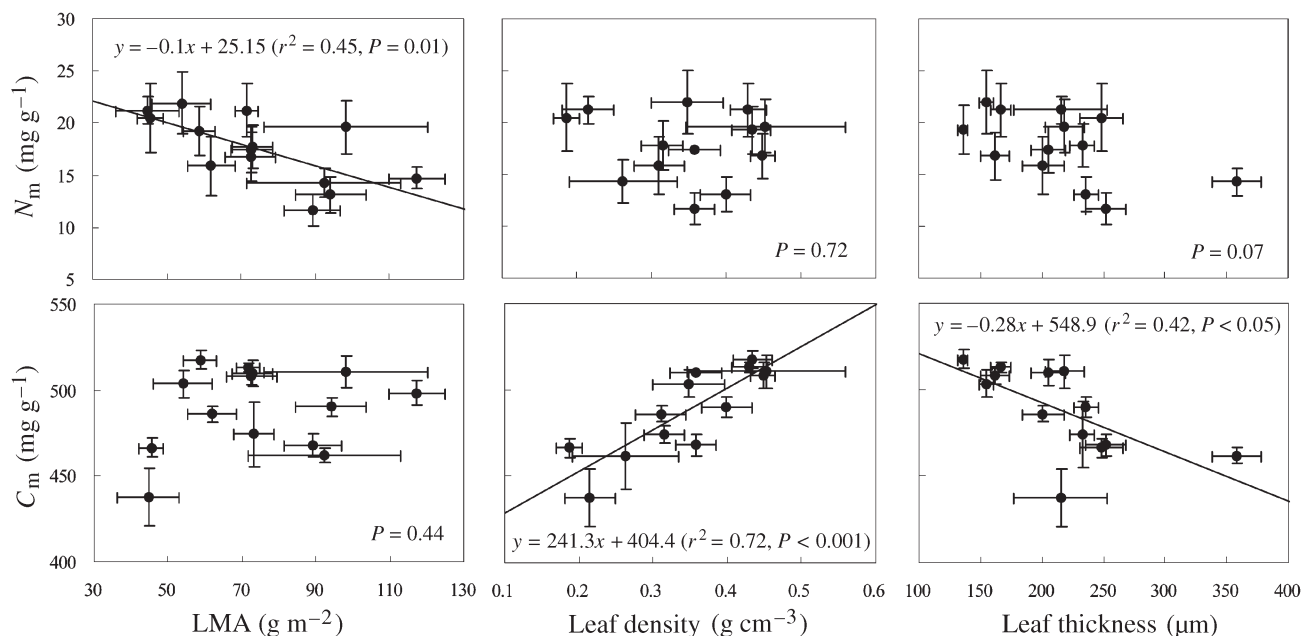 30
25
20
15
10
5
Nm (mg g−1)
y = −0.1x + 25.15 (r2 = 0.45, P = 0.01)
P = 0.72
P = 0.07
550
500
450
400
Cm (mg g−1)
P = 0.44
y = 241.3x + 404.4 (r2 = 0.72, P < 0.001)
y = −0.28x + 548.9 (r2 = 0.42, P < 0.05)
30 50 70 90 110 130
0.1 0.2 0.3 0.4 0.5 0.6
100 150 200 250 300 350 400
LMA (g m−2)
Leaf density (g cm−3)
Leaf thickness (µm)